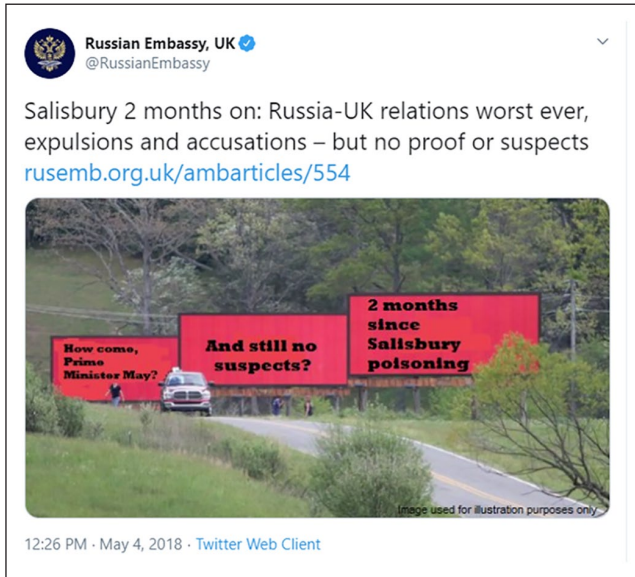 Russian Embassy, UK
@RussianEmbassy
Salisbury 2 months on: Russia-UK relations worst ever,
expulsions and accusations – but no proof or suspects
rusemb.org.uk/ambarticles/554
2 months
since
Salisbury
poisoning
And still no
suspects?
How come,
Prime
Minister May?
Image used for illustration purposes only
12:26 PM · May 4, 2018 · Twitter Web Client